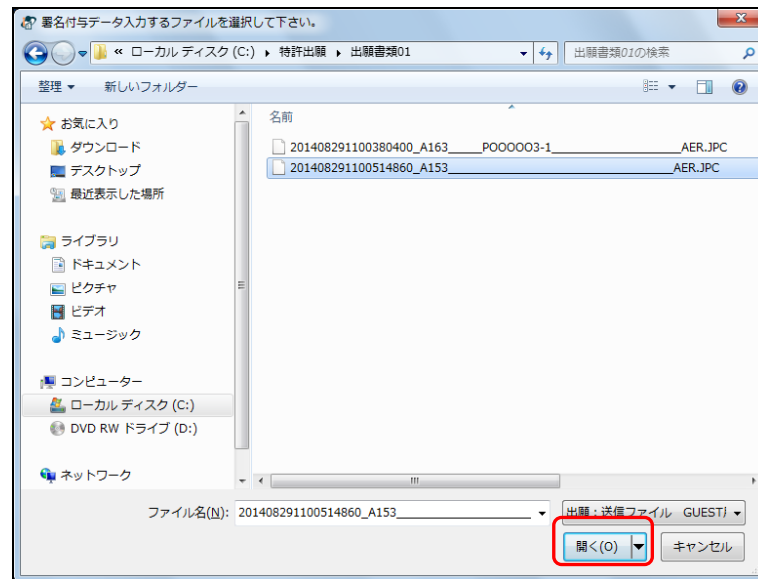 署名付与データ入力するファイルを選択して下さい。
« ローカル ディスク (C:) ▸ 特許出願 ▸ 出願書類01
出願書類01の検索
整理 ▼ 新しいフォルダー
お気に入り
ダウンロード
デスクトップ
最近表示した場所
ライブラリ
ドキュメント
ピクチャ
ビデオ
ミュージック
コンピューター
ローカル ディスク (C:)
DVD RW ドライブ (D:)
ネットワーク
名前
201408291100380400_A163_____POOOOO3-1___________________AER.JPC
201408291100514860_A153_________________________________AER.JPC
ファイル名(N): 201408291100514860_A153____________________
出願：送信ファイル GUEST
開く(O)
キャンセル